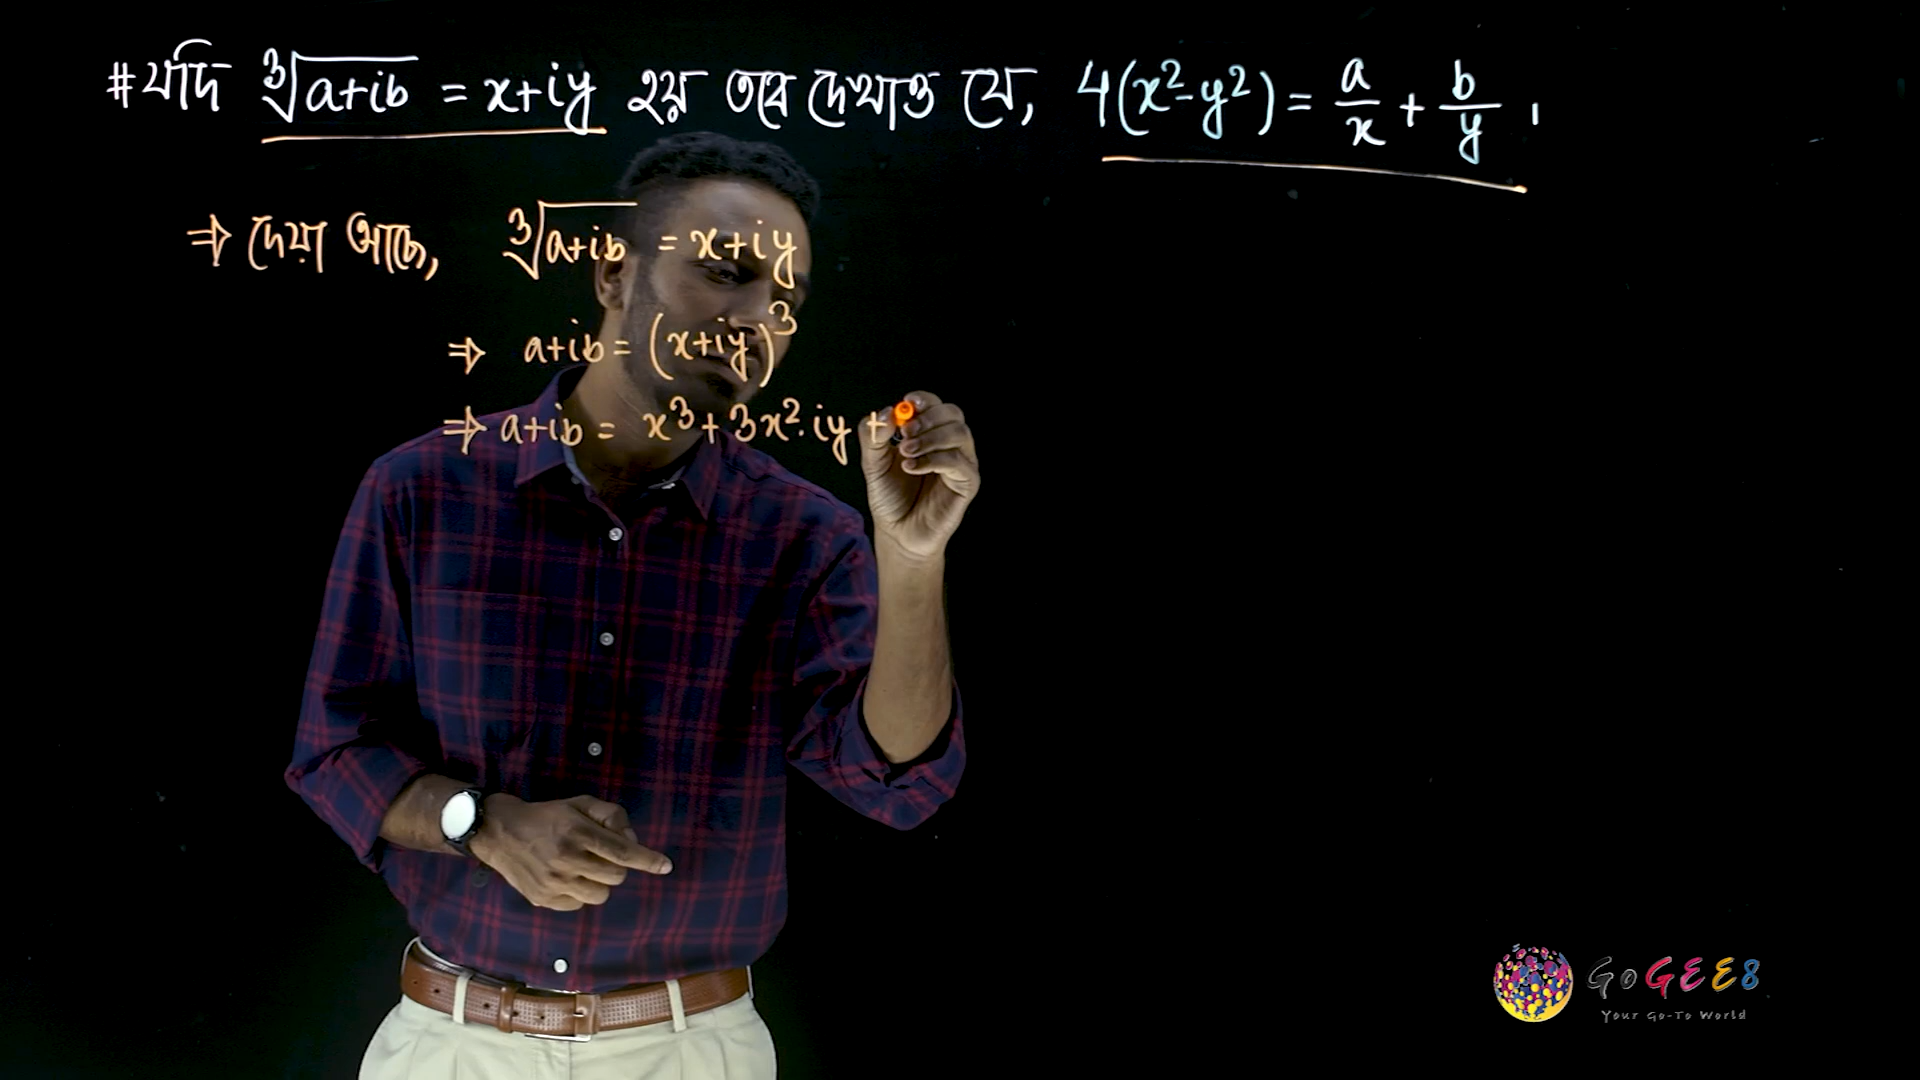 #যদি ∛(a+ib) = x+iy হয় তবে দেখাও যে, 4(x²-y²) = a/x + b/y ।
⇒ দেয়া আছে, ∛(a+ib) = x+iy
⇒ a+ib = (x+iy)³
⇒ a+ib = x³+3x².iy+
GoGEE8
Your Go-To World